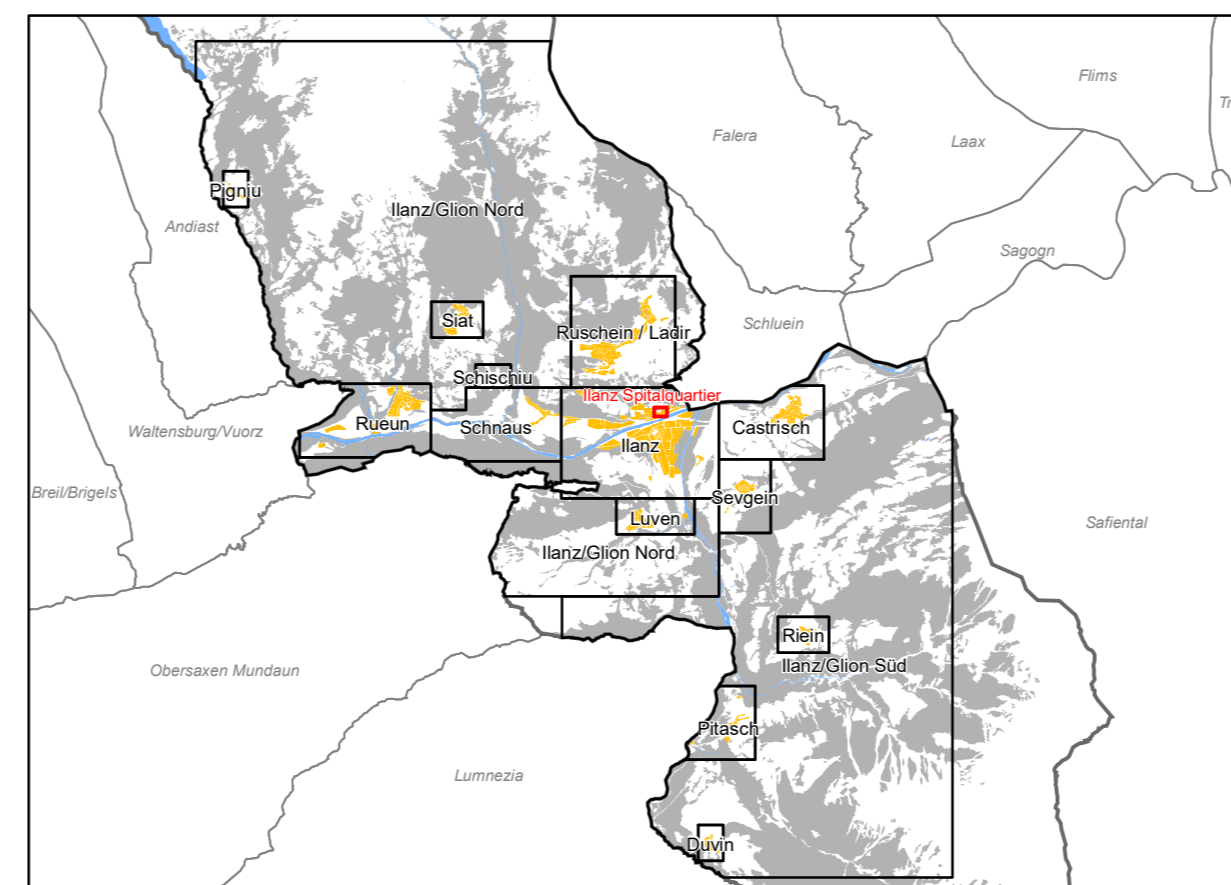 Flims
Tr
Falera
Laax
Pigniu
Ilanz/Glion Nord
Andiast
Sagogn
Siat
Ruschein / Ladir
Schluein
Schischiu
Ilanz Spitalquartier
Rueun
Schnaus
Castrisch
Waltensburg/Vuorz
Ilanz
Breil/Brigels
Sevgein
Luven
Safiental
Ilanz/Glion Nord
Riein
Ilanz/Glion Süd
Obersaxen Mundaun
Pitasch
Lumnezia
Duvin